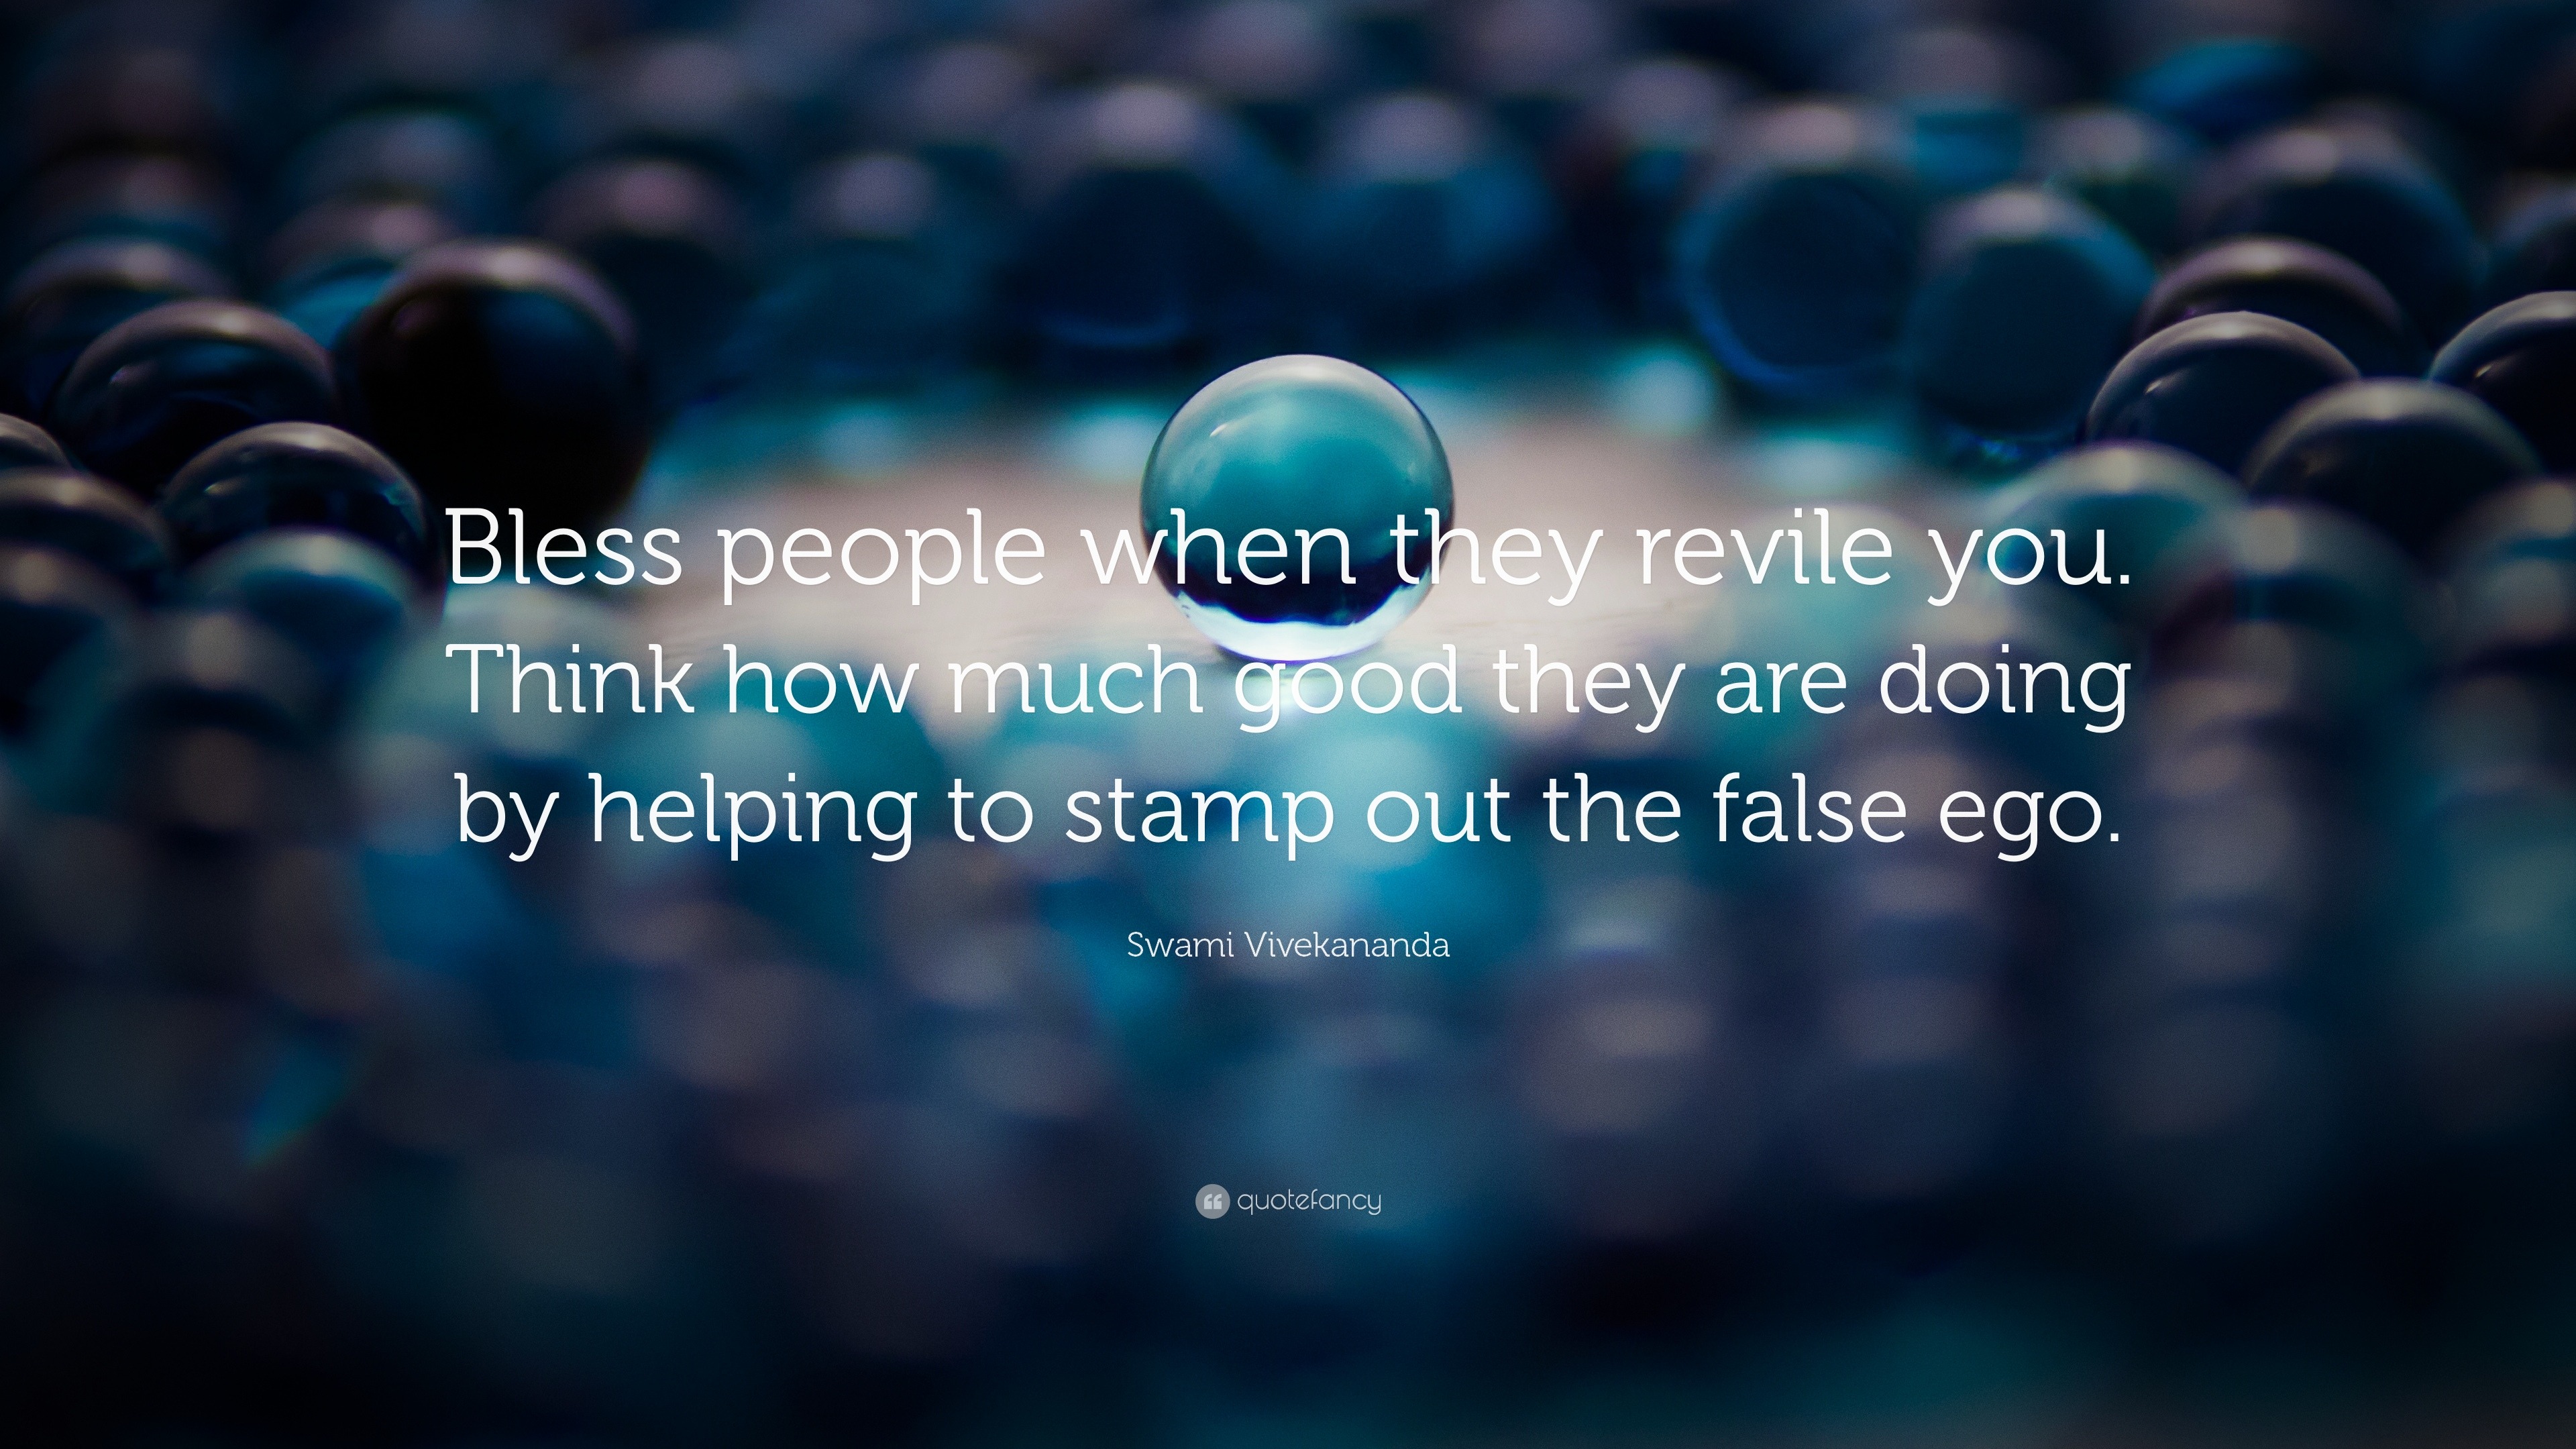 Bless people when they revile you.
Think how much good they are doing
by helping to stamp out the false ego.
Swami Vivekananda
quotefancy